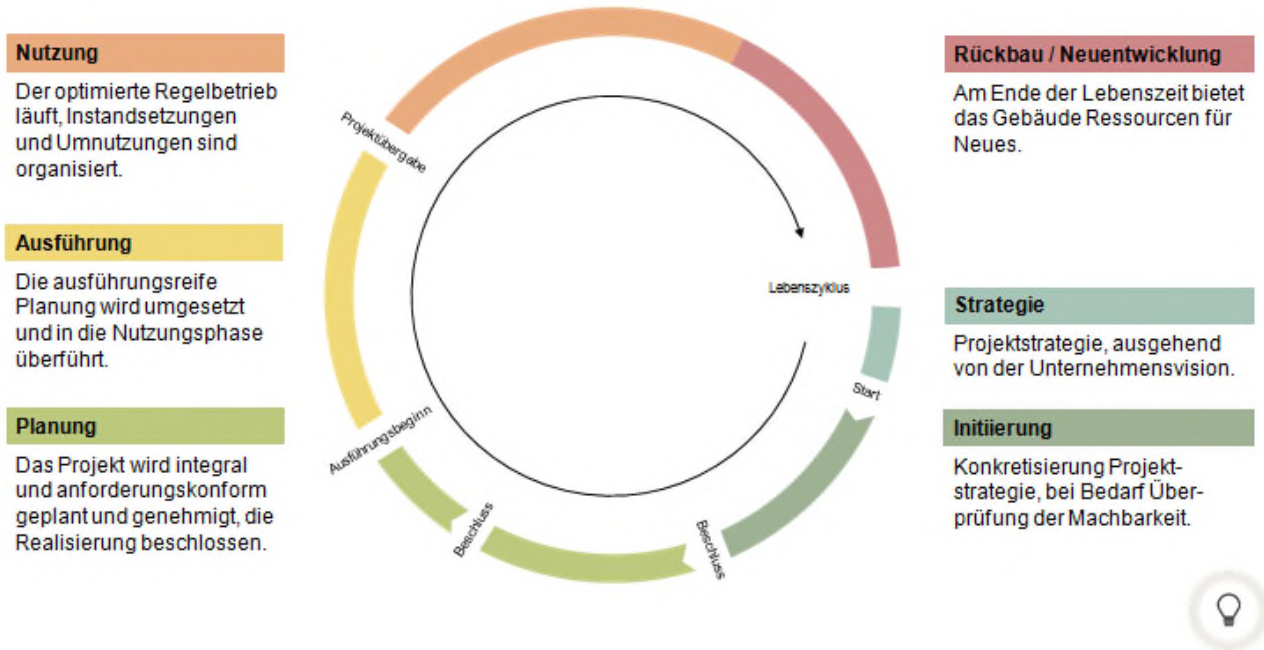 Nutzung
Der optimierte Regelbetrieb
läuft, Instandsetzungen
und Umnutzungen sind
organisiert.
Ausführung
Die ausführungsreife
Planung wird umgesetzt
und in die Nutzungsphase
überführt.
Planung
Das Projekt wird integral
und anforderungskonform
geplant und genehmigt, die
Realisierung beschlossen.
Projektübergabe
Ausführungsbeginn
Beschluss
Beschluss
Start
Lebenszyklus
Rückbau / Neuentwicklung
Am Ende der Lebenszeit bietet
das Gebäude Ressourcen für
Neues.
Strategie
Projektstrategie, ausgehend
von der Unternehmensvision.
Initiierung
Konkretisierung Projekt-
strategie, bei Bedarf Über-
prüfung der Machbarkeit.